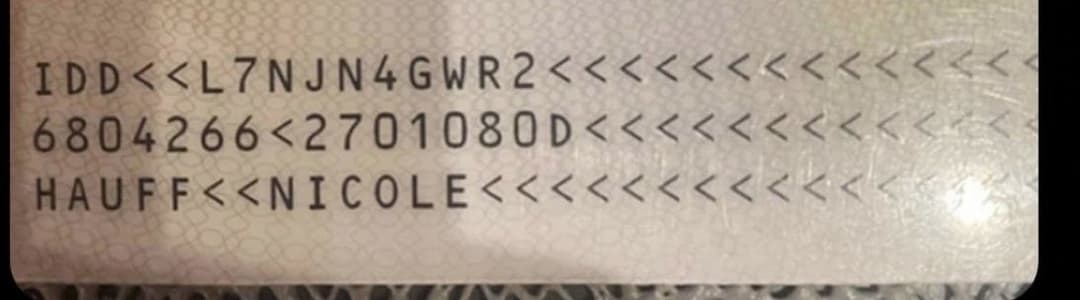 IDD<<L7NJN4GWR2<<<<<<<<<<<<<<
6804266<2701080D<<<<<<<<<<<<<
HAUFF<<NICOLE<<<<<<<<<<<<<<<<